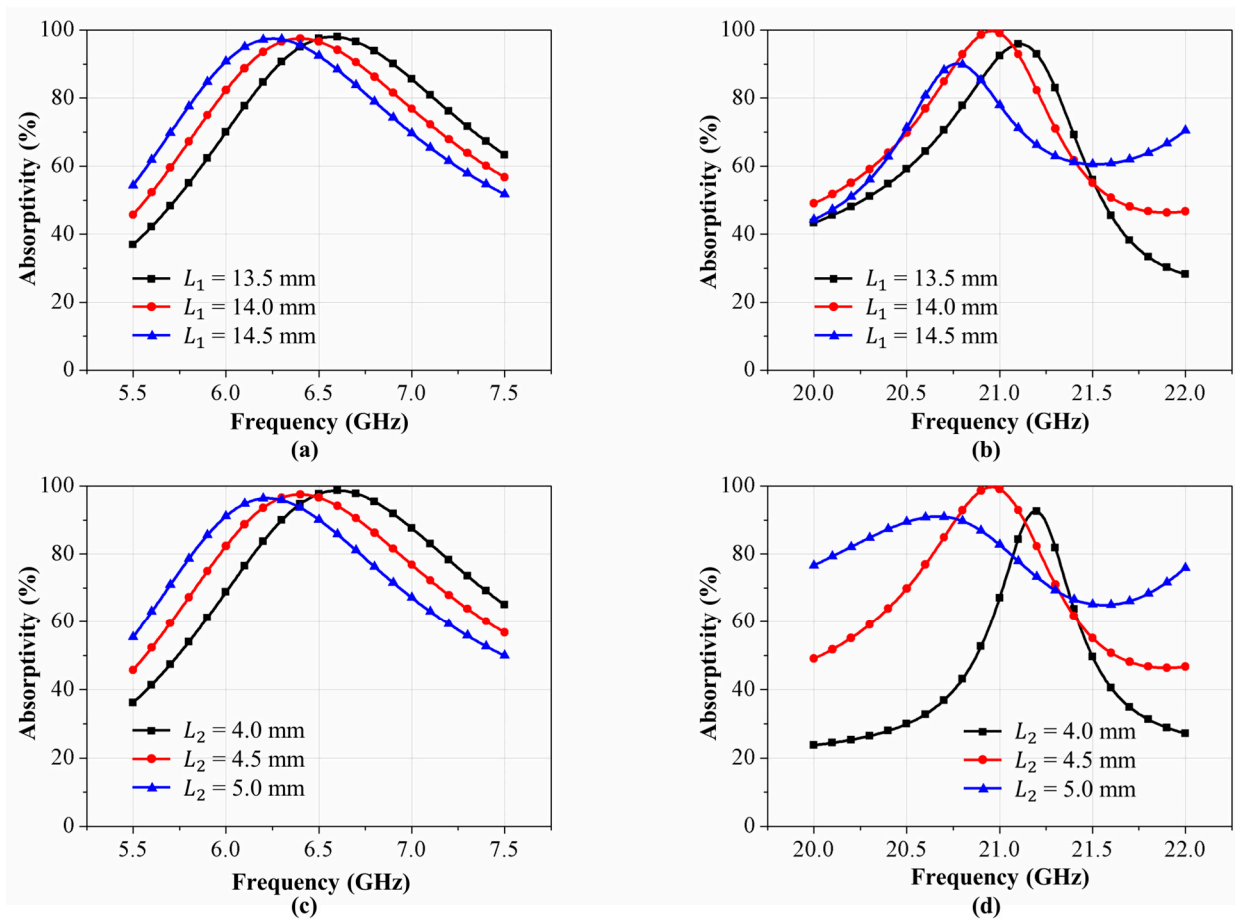 100
80
60
40
20
0
Absorptivity (%)
L₁ = 13.5 mm
L₁ = 14.0 mm
L₁ = 14.5 mm
5.5 6.0 6.5 7.0 7.5
Frequency (GHz)
(a)
100
80
60
40
20
0
Absorptivity (%)
L₁ = 13.5 mm
L₁ = 14.0 mm
L₁ = 14.5 mm
20.0 20.5 21.0 21.5 22.0
Frequency (GHz)
(b)
100
80
60
40
20
0
Absorptivity (%)
L₂ = 4.0 mm
L₂ = 4.5 mm
L₂ = 5.0 mm
5.5 6.0 6.5 7.0 7.5
Frequency (GHz)
(c)
100
80
60
40
20
0
Absorptivity (%)
L₂ = 4.0 mm
L₂ = 4.5 mm
L₂ = 5.0 mm
20.0 20.5 21.0 21.5 22.0
Frequency (GHz)
(d)